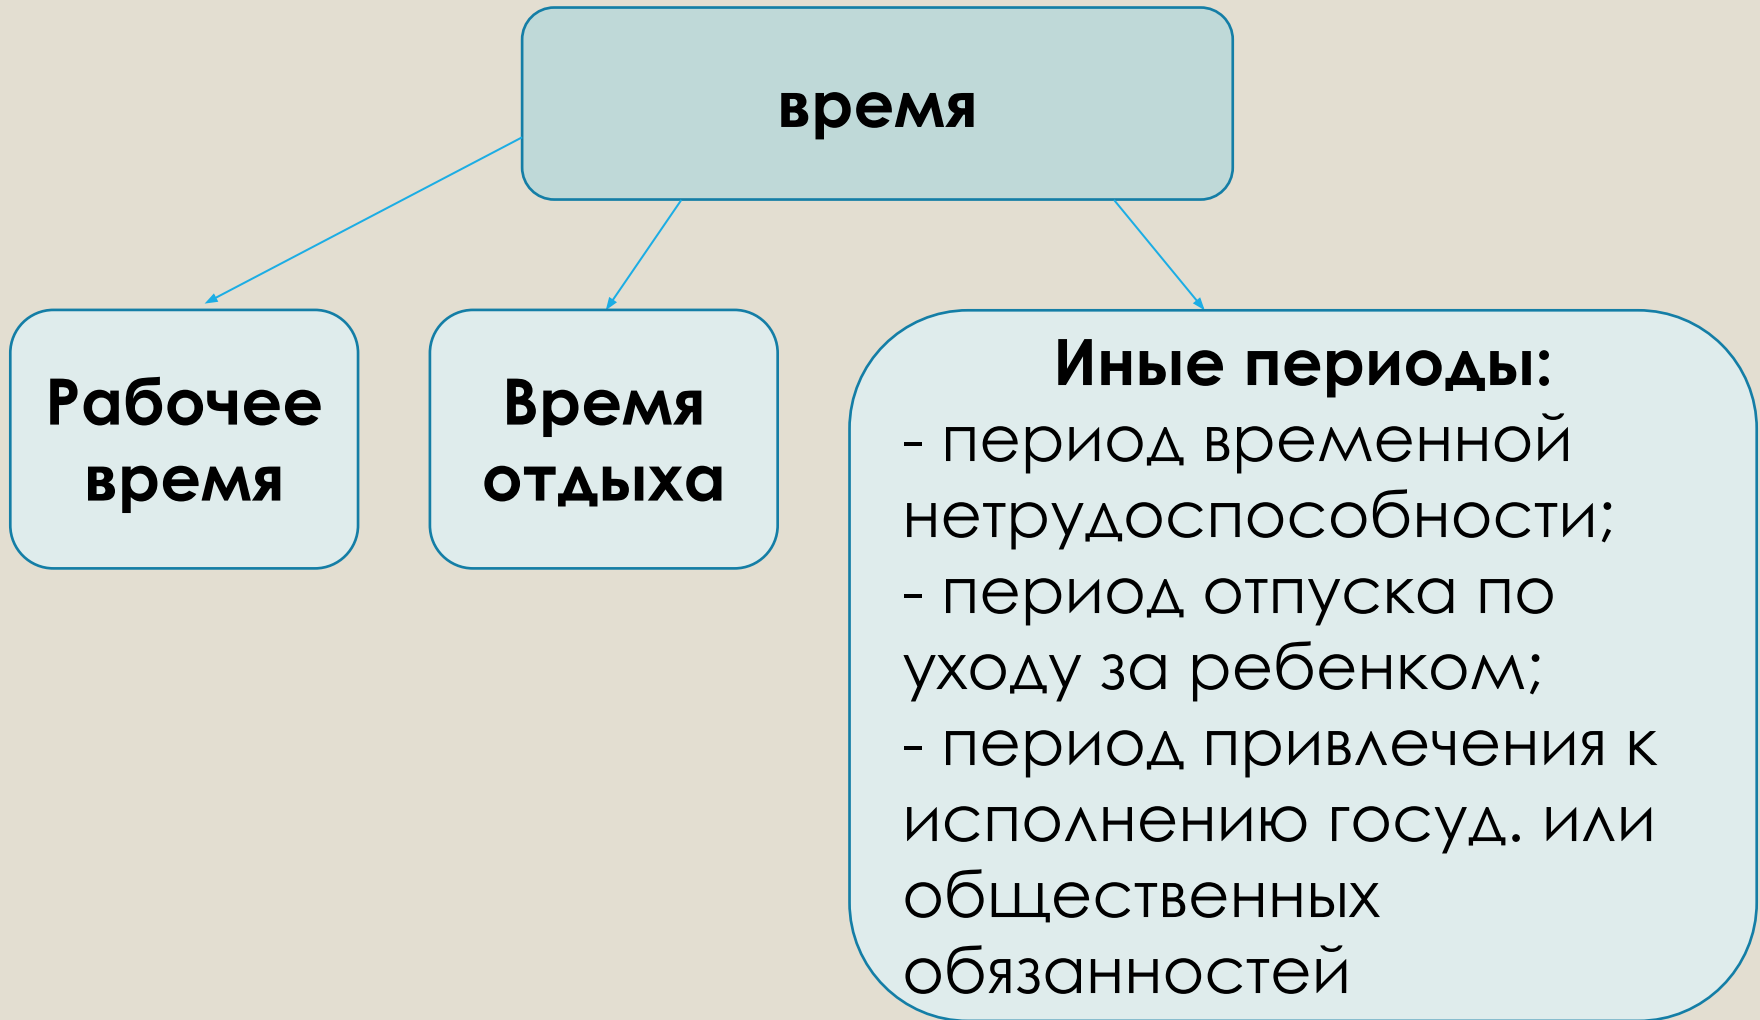 время
Рабочее
время
Время
отдыха
Иные периоды:
- период временной
нетрудоспособности;
- период отпуска по
уходу за ребенком;
- период привлечения к
исполнению госуд. или
общественных
обязанностей